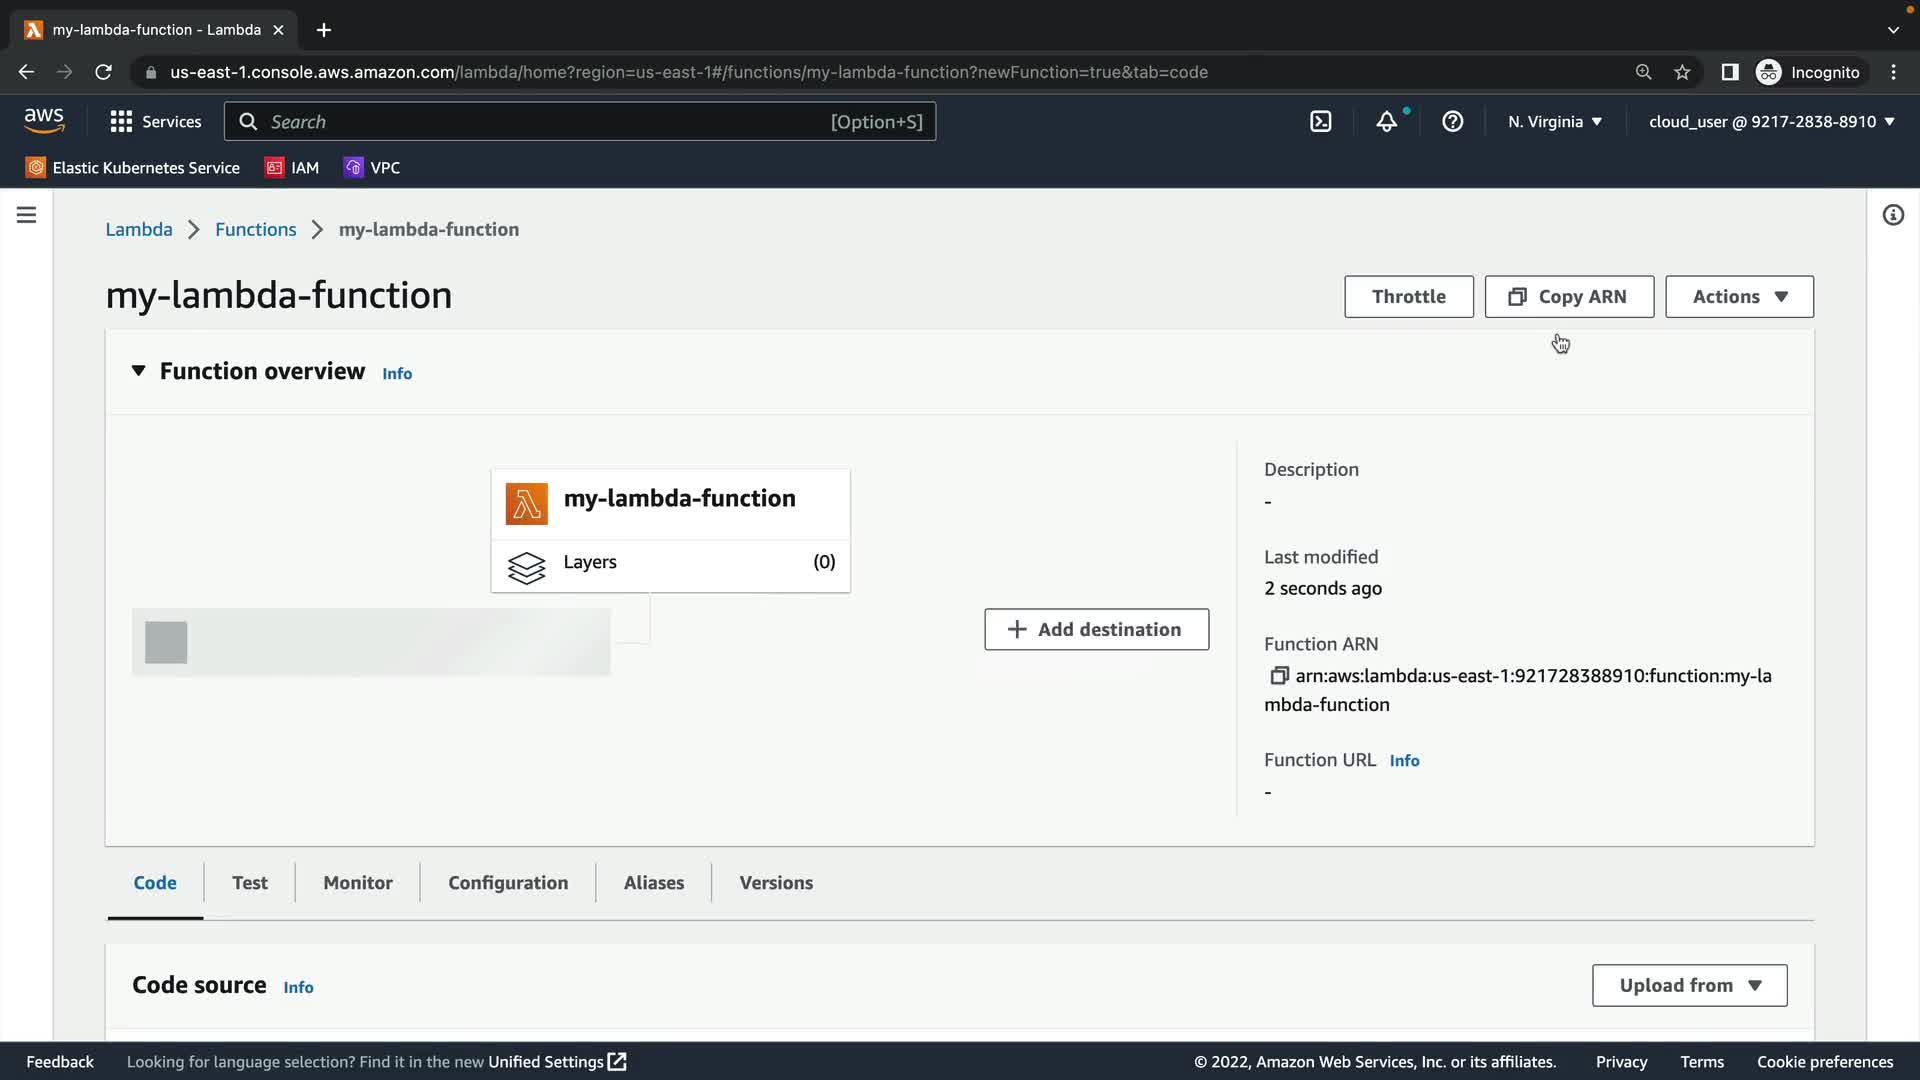 my-lambda-function - Lambda
us-east-1.console.aws.amazon.com/lambda/home?region=us-east-1#/functions/my-lambda-function?newFunction=true&tab=code
Incognito
aws
Services
Search
[Option+S]
N. Virginia
cloud_user @ 9217-2838-8910
Elastic Kubernetes Service
IAM
VPC
Lambda
Functions
my-lambda-function
my-lambda-function
Throttle
Copy ARN
Actions
Function overview Info
my-lambda-function
Layers (0)
Add destination
Description
-
Last modified
2 seconds ago
Function ARN
arn:aws:lambda:us-east-1:921728388910:function:my-la
mbda-function
Function URL Info
-
Code
Test
Monitor
Configuration
Aliases
Versions
Code source Info
Upload from
Feedback
Looking for language selection? Find it in the new Unified Settings
© 2022, Amazon Web Services, Inc. or its affiliates.
Privacy
Terms
Cookie preferences